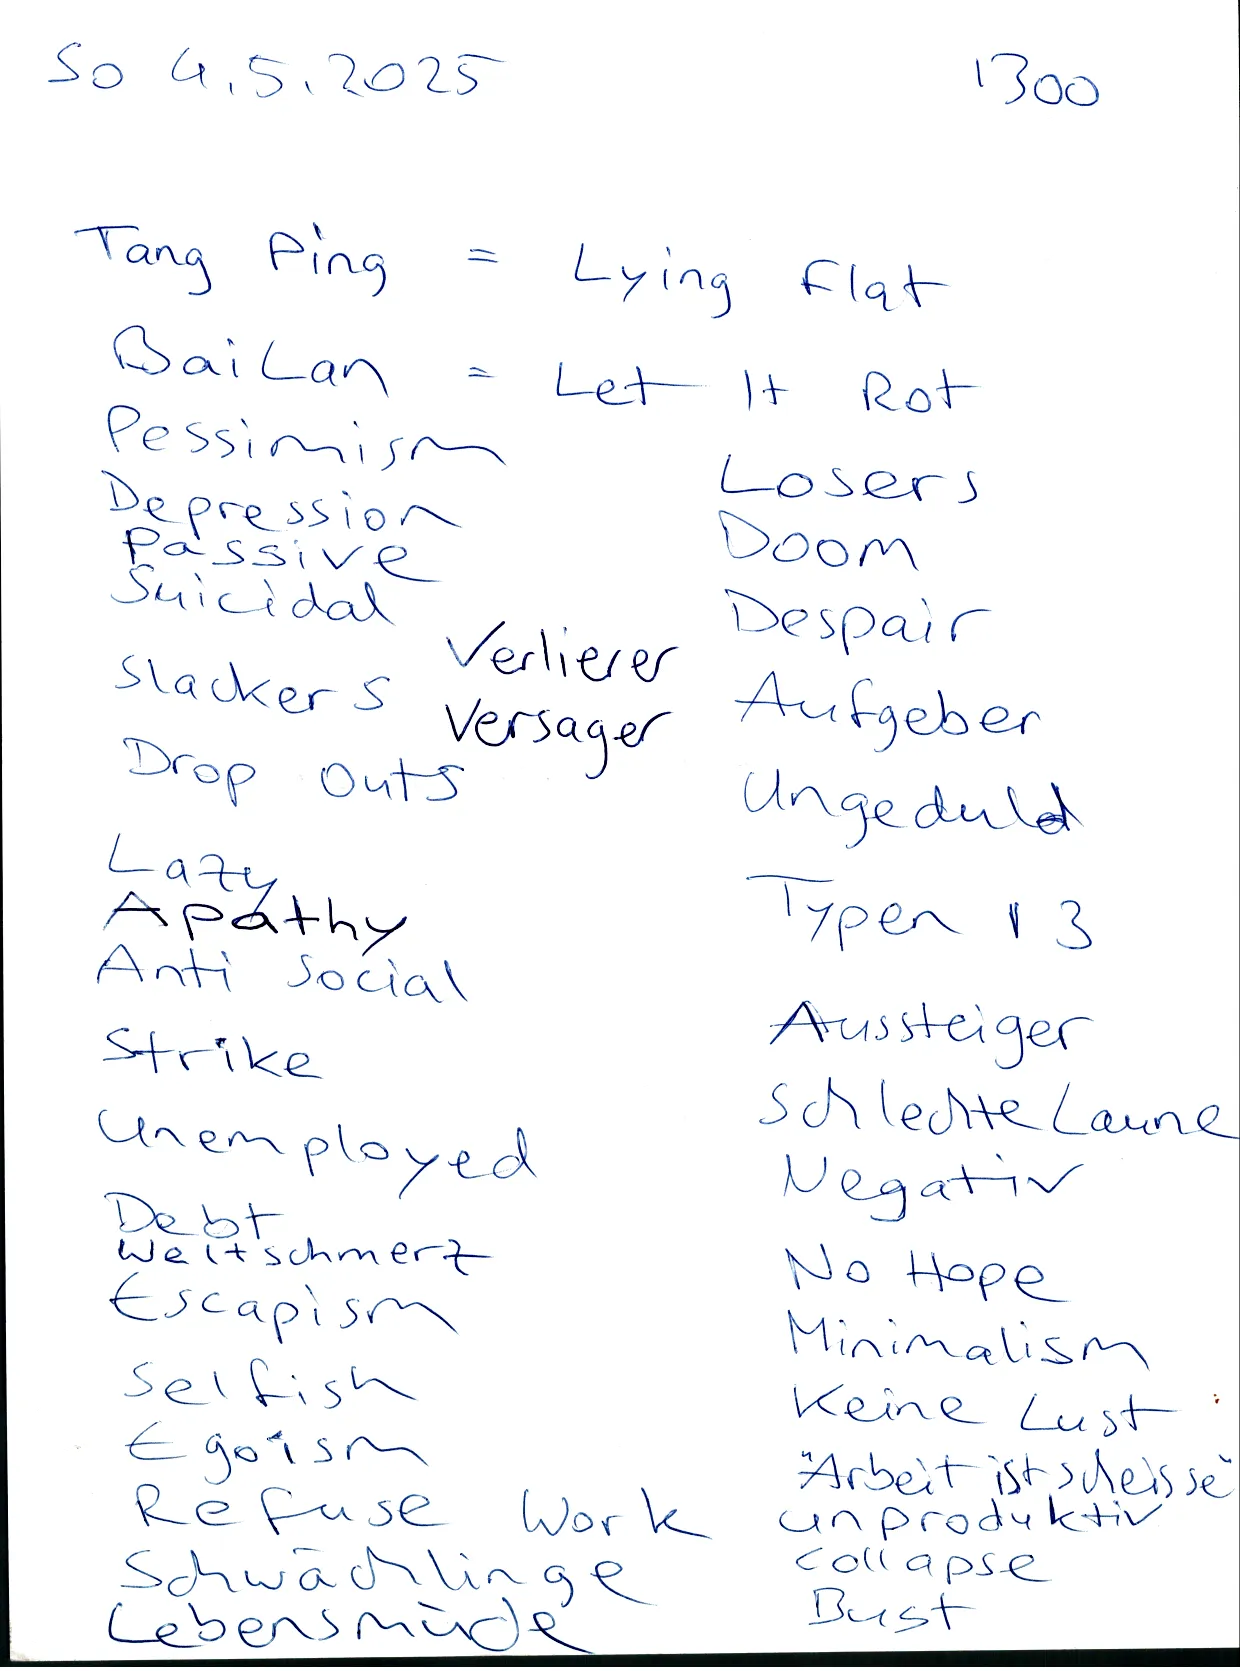 So 4.5.2025 1300
Tang Ping = Lying Flat
Bai Lan = Let It Rot
Pessimism
Depression
Passive
Suicidal
Slackers
Drop Outs
Verlierer
Versager
Lazy
Apathy
Anti Social
Strike
Unemployed
Debt
Weltschmerz
Escapism
Selfish
Egoism
Refuse Work
Schwächlinge
Lebensmüde
Losers
Doom
Despair
Aufgeber
Ungeduld
Typen 13
Aussteiger
Schlechte Laune
Negativ
No Hope
Minimalism
Keine Lust
"Arbeit ist scheisse"
unproduktiv
collapse
Bust